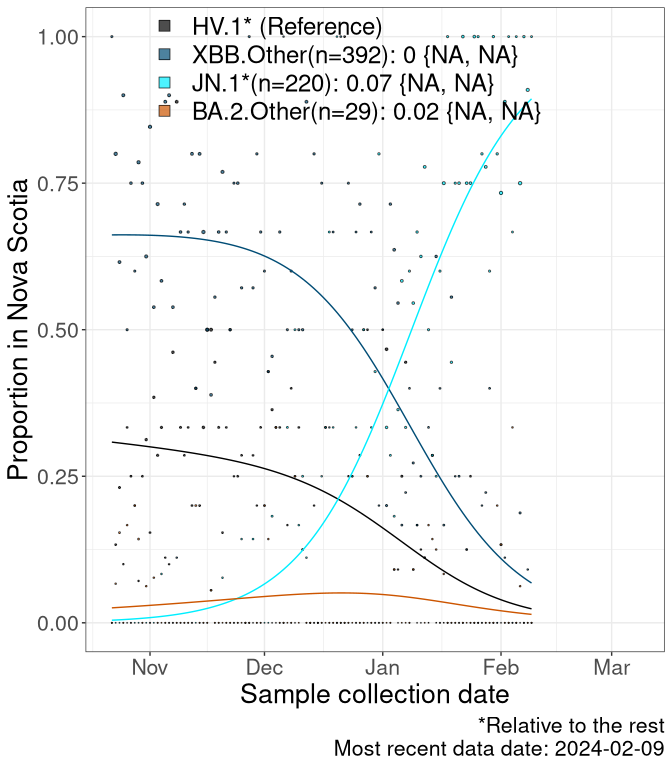 HV.1* (Reference)
XBB.Other(n=392): 0 {NA, NA}
JN.1*(n=220): 0.07 {NA, NA}
BA.2.Other(n=29): 0.02 {NA, NA}
1.00
0.75
0.50
0.25
0.00
Proportion in Nova Scotia
Nov Dec Jan Feb Mar
Sample collection date
*Relative to the rest
Most recent data date: 2024-02-09